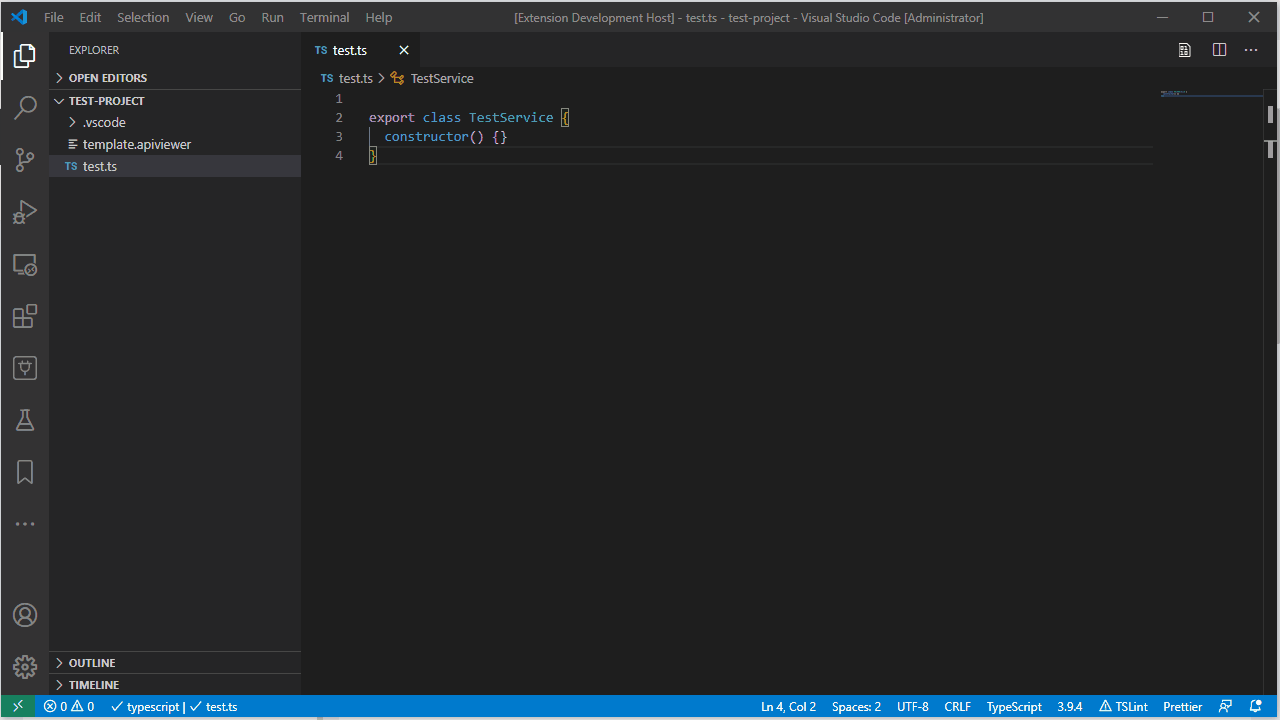 File Edit Selection View Go Run Terminal Help [Extension Development Host] - test.ts - test-project - Visual Studio Code [Administrator]
EXPLORER
OPEN EDITORS
TEST-PROJECT
.vscode
template.apiviewer
TS test.ts
OUTLINE
TIMELINE
TS test.ts
TS test.ts > TestService
1
2 export class TestService {
3 constructor() {}
4 }
0 0 typescript | test.ts Ln 4, Col 2 Spaces: 2 UTF-8 CRLF TypeScript 3.9.4 TSLint Prettier